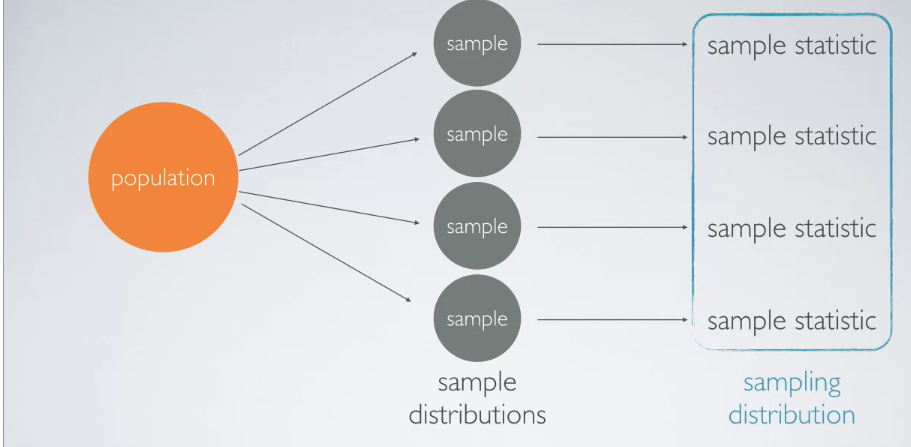 population
sample
sample statistic
sample
sample statistic
sample
sample statistic
sample
sample statistic
sample
distributions
sampling
distribution